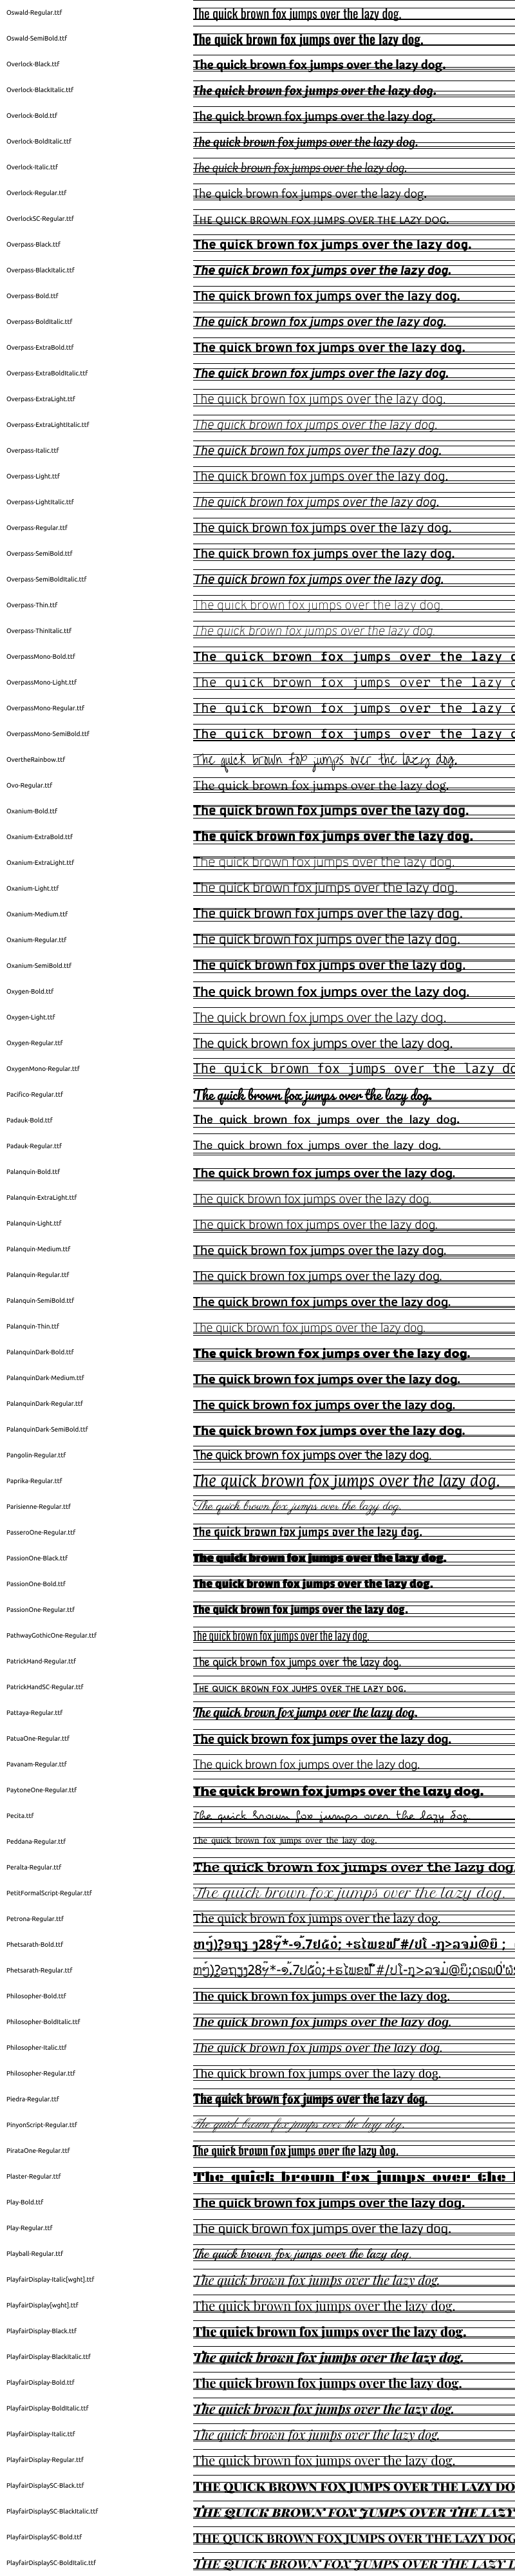 Oswald-Regular.ttf The quick brown fox jumps over the lazy dog.
Oswald-SemiBold.ttf The quick brown fox jumps over the lazy dog.
Overlock-Black.ttf The quick brown fox jumps over the lazy dog.
Overlock-BlackItalic.ttf The quick brown fox jumps over the lazy dog.
Overlock-Bold.ttf The quick brown fox jumps over the lazy dog.
Overlock-BoldItalic.ttf The quick brown fox jumps over the lazy dog.
Overlock-Italic.ttf The quick brown fox jumps over the lazy dog.
Overlock-Regular.ttf The quick brown fox jumps over the lazy dog.
OverlockSC-Regular.ttf THE QUICK BROWN FOX JUMPS OVER THE LAZY DOG.
Overpass-Black.ttf The quick brown fox jumps over the lazy dog.
Overpass-BlackItalic.ttf The quick brown fox jumps over the lazy dog.
Overpass-Bold.ttf The quick brown fox jumps over the lazy dog.
Overpass-BoldItalic.ttf The quick brown fox jumps over the lazy dog.
Overpass-ExtraBold.ttf The quick brown fox jumps over the lazy dog.
Overpass-ExtraBoldItalic.ttf The quick brown fox jumps over the lazy dog.
Overpass-ExtraLight.ttf The quick brown fox jumps over the lazy dog.
Overpass-ExtraLightItalic.ttf The quick brown fox jumps over the lazy dog.
Overpass-Italic.ttf The quick brown fox jumps over the lazy dog.
Overpass-Light.ttf The quick brown fox jumps over the lazy dog.
Overpass-LightItalic.ttf The quick brown fox jumps over the lazy dog.
Overpass-Regular.ttf The quick brown fox jumps over the lazy dog.
Overpass-SemiBold.ttf The quick brown fox jumps over the lazy dog.
Overpass-SemiBoldItalic.ttf The quick brown fox jumps over the lazy dog.
Overpass-Thin.ttf The quick brown fox jumps over the lazy dog.
Overpass-ThinItalic.ttf The quick brown fox jumps over the lazy dog.
OverpassMono-Bold.ttf The quick brown fox jumps over the lazy
OverpassMono-Light.ttf The quick brown fox jumps over the lazy
OverpassMono-Regular.ttf The quick brown fox jumps over the lazy
OverpassMono-SemiBold.ttf The quick brown fox jumps over the lazy
OvertheRainbow.ttf The quick brown fox jumps over the lazy dog.
Ovo-Regular.ttf The quick brown fox jumps over the lazy dog.
Oxanium-Bold.ttf The quick brown fox jumps over the lazy dog.
Oxanium-ExtraBold.ttf The quick brown fox jumps over the lazy dog.
Oxanium-ExtraLight.ttf The quick brown fox jumps over the lazy dog.
Oxanium-Light.ttf The quick brown fox jumps over the lazy dog.
Oxanium-Medium.ttf The quick brown fox jumps over the lazy dog.
Oxanium-Regular.ttf The quick brown fox jumps over the lazy dog.
Oxanium-SemiBold.ttf The quick brown fox jumps over the lazy dog.
Oxygen-Bold.ttf The quick brown fox jumps over the lazy dog.
Oxygen-Light.ttf The quick brown fox jumps over the lazy dog.
Oxygen-Regular.ttf The quick brown fox jumps over the lazy dog.
OxygenMono-Regular.ttf The quick brown fox jumps over the lazy do
Pacifico-Regular.ttf The quick brown fox jumps over the lazy dog.
Padauk-Bold.ttf The quick brown fox jumps over the lazy dog.
Padauk-Regular.ttf The quick brown fox jumps over the lazy dog.
Palanquin-Bold.ttf The quick brown fox jumps over the lazy dog.
Palanquin-ExtraLight.ttf The quick brown fox jumps over the lazy dog.
Palanquin-Light.ttf The quick brown fox jumps over the lazy dog.
Palanquin-Medium.ttf The quick brown fox jumps over the lazy dog.
Palanquin-Regular.ttf The quick brown fox jumps over the lazy dog.
Palanquin-SemiBold.ttf The quick brown fox jumps over the lazy dog.
Palanquin-Thin.ttf The quick brown fox jumps over the lazy dog.
PalanquinDark-Bold.ttf The quick brown fox jumps over the lazy dog.
PalanquinDark-Medium.ttf The quick brown fox jumps over the lazy dog.
PalanquinDark-Regular.ttf The quick brown fox jumps over the lazy dog.
PalanquinDark-SemiBold.ttf The quick brown fox jumps over the lazy dog.
Pangolin-Regular.ttf The quick brown fox jumps over the lazy dog.
Paprika-Regular.ttf The quick brown fox jumps over the lazy dog.
Parisienne-Regular.ttf The quick brown fox jumps over the lazy dog.
PasseroOne-Regular.ttf The quick brown fox jumps over the lazy dog.
PassionOne-Black.ttf The quick brown fox jumps over the lazy dog.
PassionOne-Bold.ttf The quick brown fox jumps over the lazy dog.
PassionOne-Regular.ttf The quick brown fox jumps over the lazy dog.
PathwayGothicOne-Regular.ttf The quick brown fox jumps over the lazy dog.
PatrickHand-Regular.ttf The quick brown fox jumps over the lazy dog.
PatrickHandSC-Regular.ttf THE QUICK BROWN FOX JUMPS OVER THE LAZY DOG.
Pattaya-Regular.ttf The quick brown fox jumps over the lazy dog.
PatuaOne-Regular.ttf The quick brown fox jumps over the lazy dog.
Pavanam-Regular.ttf The quick brown fox jumps over the lazy dog.
PaytoneOne-Regular.ttf The quick brown fox jumps over the lazy dog.
Pecita.ttf The quick brown fox jumps over the lazy dog.
Peddana-Regular.ttf The quick brown fox jumps over the lazy dog.
Peralta-Regular.ttf The quick brown fox jumps over the lazy dog.
PetitFormalScript-Regular.ttf The quick brown fox jumps over the lazy dog.
Petrona-Regular.ttf The quick brown fox jumps over the lazy dog.
Phetsarath-Bold.ttf
Phetsarath-Regular.ttf
Philosopher-Bold.ttf The quick brown fox jumps over the lazy dog.
Philosopher-BoldItalic.ttf The quick brown fox jumps over the lazy dog.
Philosopher-Italic.ttf The quick brown fox jumps over the lazy dog.
Philosopher-Regular.ttf The quick brown fox jumps over the lazy dog.
Piedra-Regular.ttf The quick brown fox jumps over the lazy dog.
PinyonScript-Regular.ttf The quick brown fox jumps over the lazy dog.
PirataOne-Regular.ttf The quick brown fox jumps over the lazy dog.
Plaster-Regular.ttf The quick brown fox jumps over the
Play-Bold.ttf The quick brown fox jumps over the lazy dog.
Play-Regular.ttf The quick brown fox jumps over the lazy dog.
Playball-Regular.ttf The quick brown fox jumps over the lazy dog.
PlayfairDisplay-Italic[wght].ttf The quick brown fox jumps over the lazy dog.
PlayfairDisplay[wght].ttf The quick brown fox jumps over the lazy dog.
PlayfairDisplay-Black.ttf The quick brown fox jumps over the lazy dog.
PlayfairDisplay-BlackItalic.ttf The quick brown fox jumps over the lazy dog.
PlayfairDisplay-Bold.ttf The quick brown fox jumps over the lazy dog.
PlayfairDisplay-BoldItalic.ttf The quick brown fox jumps over the lazy dog.
PlayfairDisplay-Italic.ttf The quick brown fox jumps over the lazy dog.
PlayfairDisplay-Regular.ttf The quick brown fox jumps over the lazy dog.
PlayfairDisplaySC-Black.ttf THE QUICK BROWN FOX JUMPS OVER THE LAZY DO
PlayfairDisplaySC-BlackItalic.ttf THE QUICK BROWN FOX JUMPS OVER THE LAZY
PlayfairDisplaySC-Bold.ttf THE QUICK BROWN FOX JUMPS OVER THE LAZY DOG
PlayfairDisplaySC-BoldItalic.ttf THE QUICK BROWN FOX JUMPS OVER THE LAZY